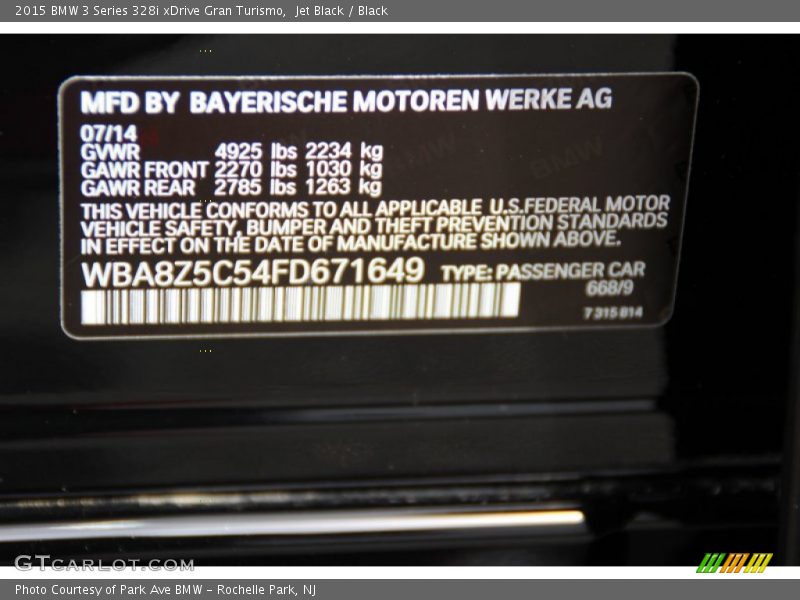 2015 BMW 3 Series 328i xDrive Gran Turismo, Jet Black / Black
MFD BY BAYERISCHE MOTOREN WERKE AG
07/14
GVWR 4925 lbs 2234 kg
GAWR FRONT 2270 lbs 1030 kg
GAWR REAR 2785 lbs 1263 kg
THIS VEHICLE CONFORMS TO ALL APPLICABLE U.S.FEDERAL MOTOR
VEHICLE SAFETY, BUMPER AND THEFT PREVENTION STANDARDS
IN EFFECT ON THE DATE OF MANUFACTURE SHOWN ABOVE.
WBA8Z5C54FD671649 TYPE: PASSENGER CAR
668/9
7 315 814
GTCARLOT.COM
Photo Courtesy of Park Ave BMW - Rochelle Park, NJ